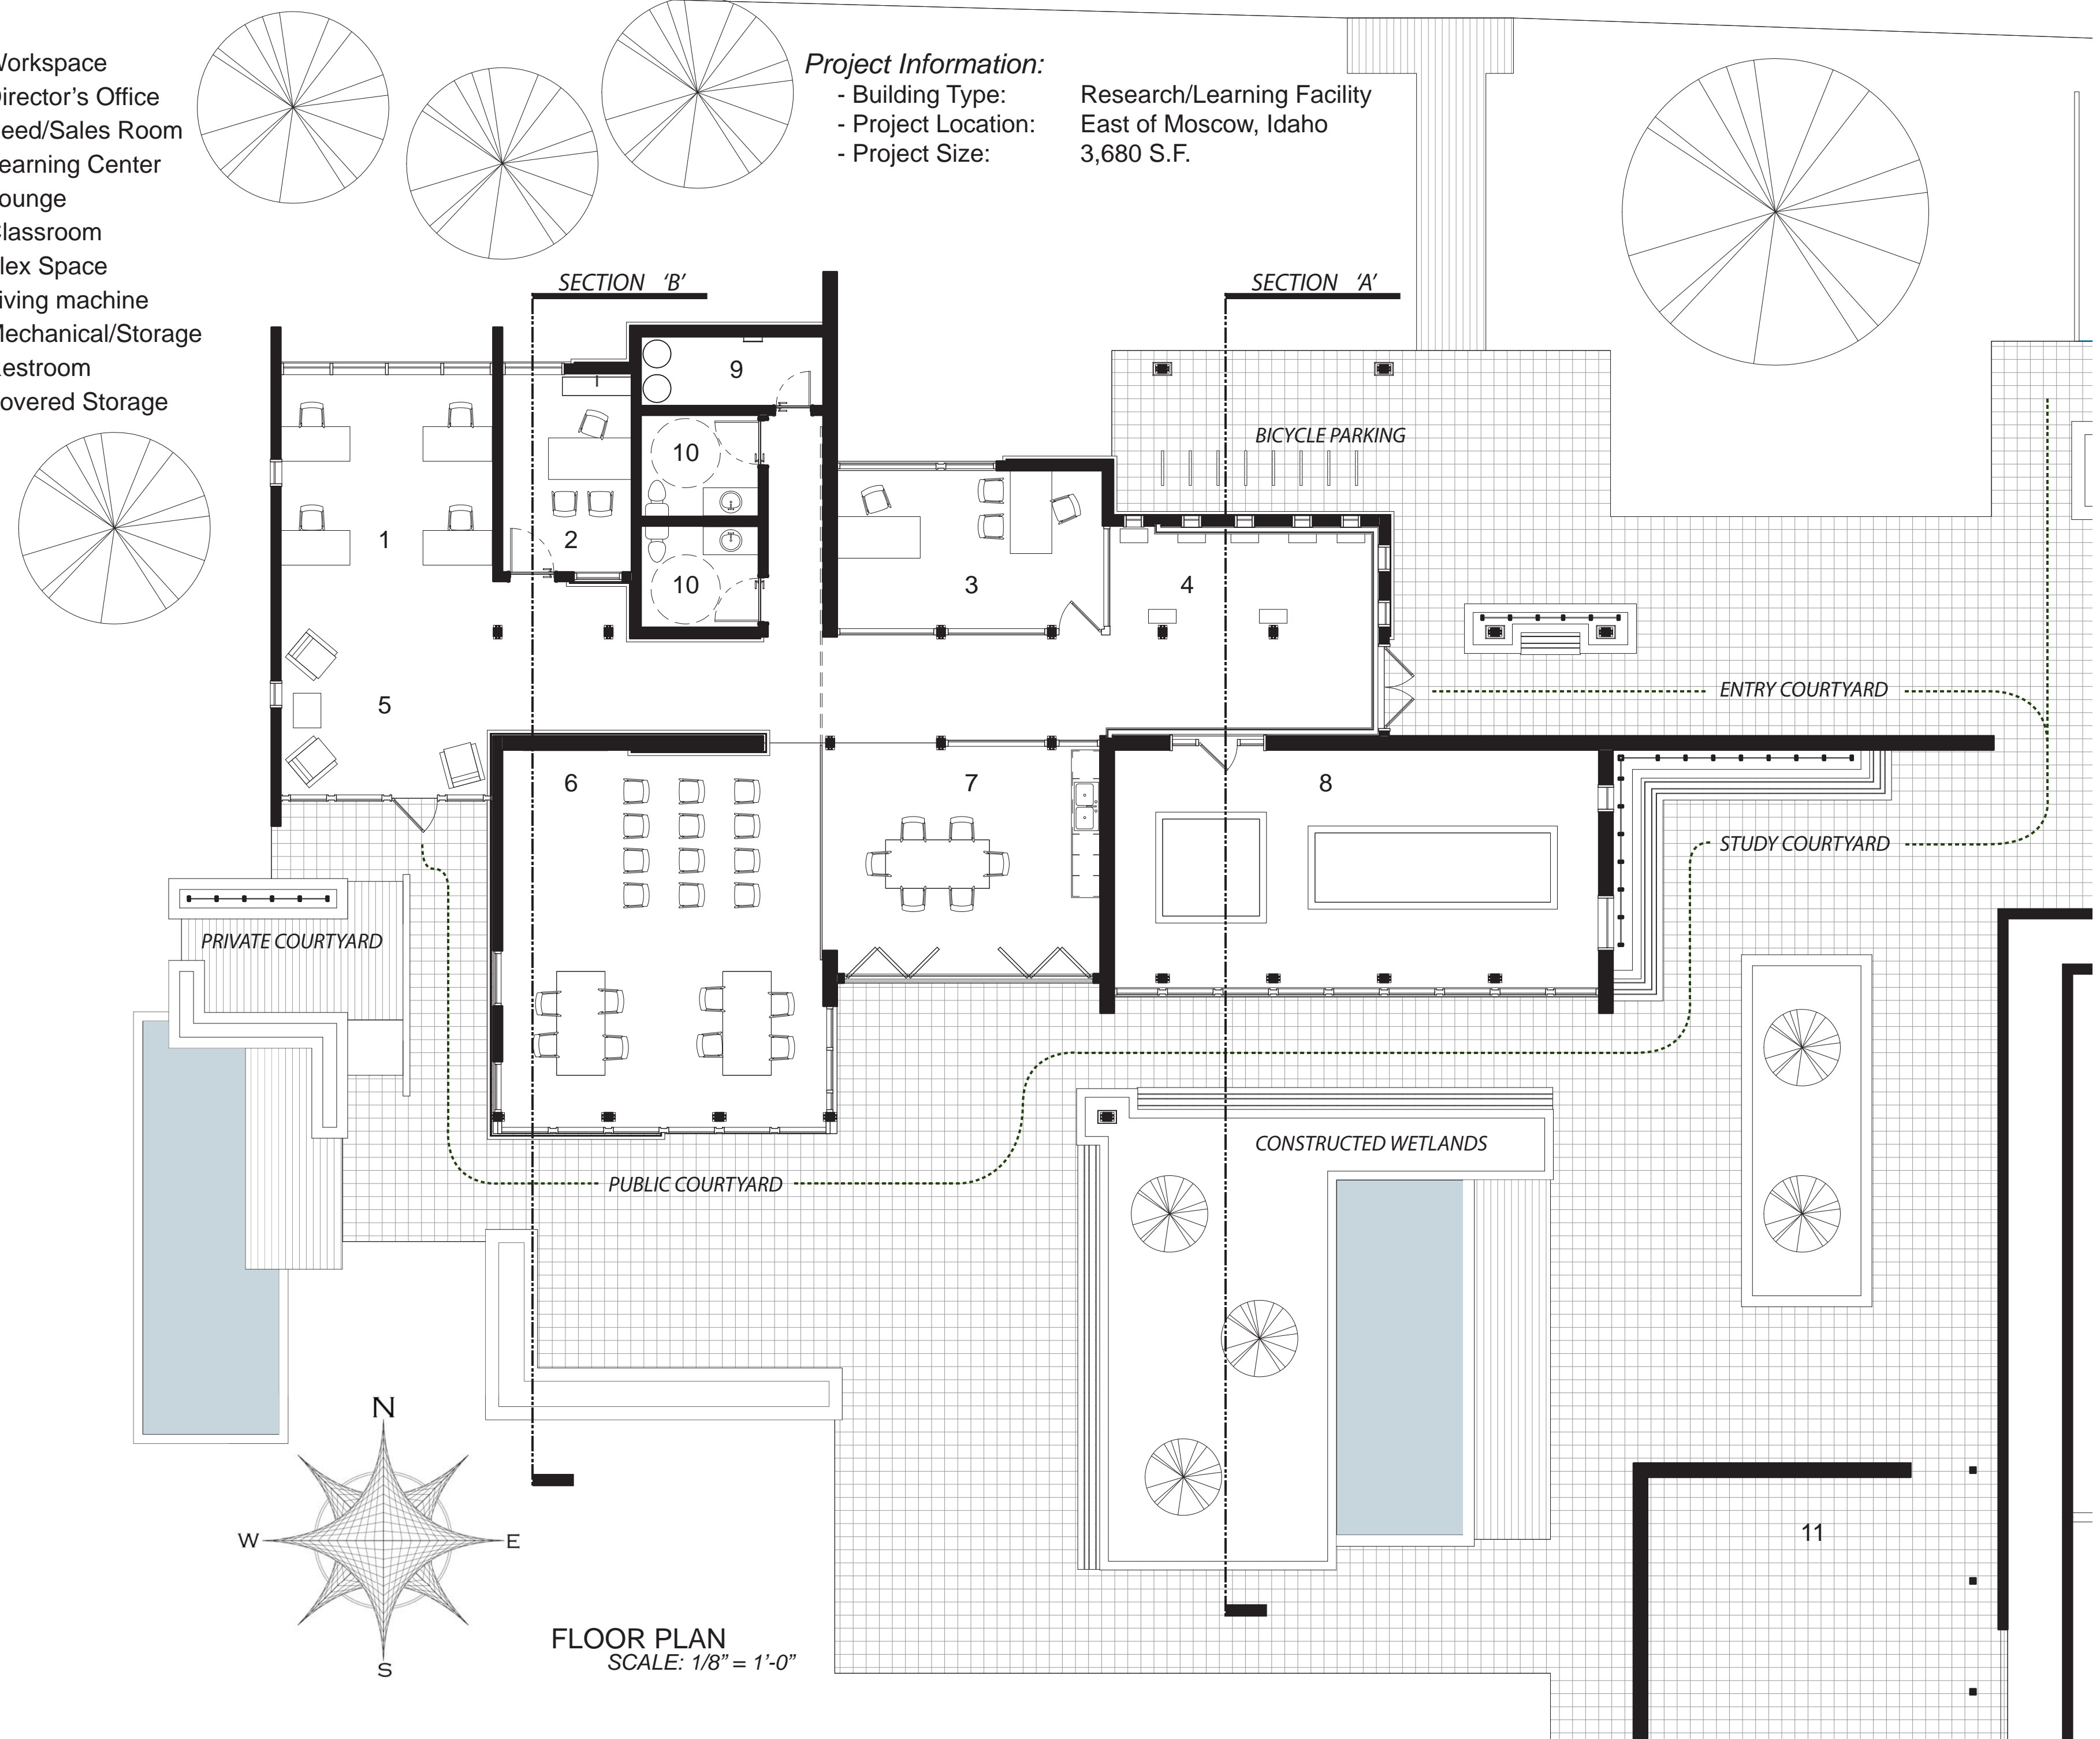 orkspace
irector’s Office
eed/Sales Room
earning Center
ounge
lassroom
lex Space
iving machine
echanical/Storage
estroom
overed Storage
Project Information:
- Building Type: Research/Learning Facility
- Project Location: East of Moscow, Idaho
- Project Size: 3,680 S.F.
SECTION ‘B’
SECTION ‘A’
9
BICYCLE PARKING
10
1
2
10
3
4
5
ENTRY COURTYARD
6
7
8
STUDY COURTYARD
PRIVATE COURTYARD
CONSTRUCTED WETLANDS
PUBLIC COURTYARD
N
W
E
S
11
FLOOR PLAN
SCALE: 1/8” = 1’-0”